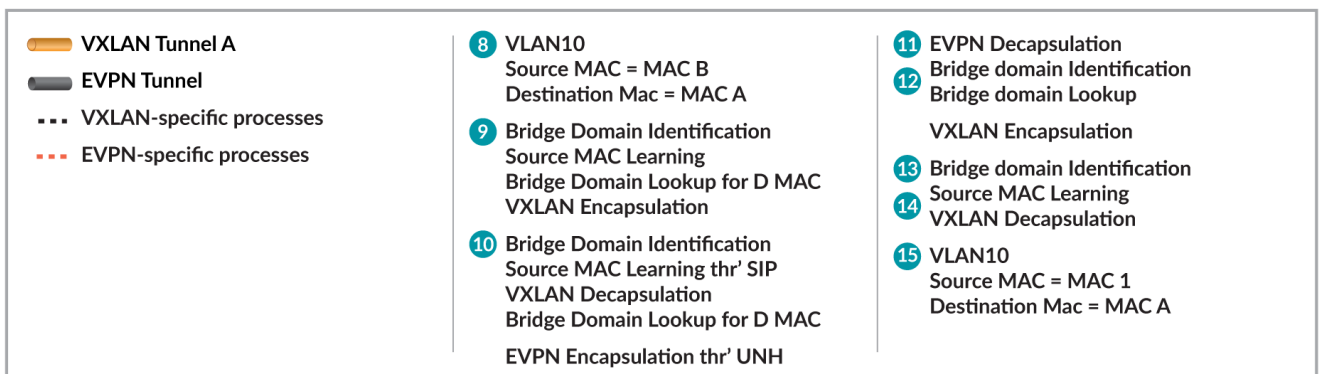 VXLAN Tunnel A
EVPN Tunnel
VXLAN-specific processes
EVPN-specific processes
8 VLAN10
Source MAC = MAC B
Destination Mac = MAC A
9 Bridge Domain Identification
Source MAC Learning
Bridge Domain Lookup for D MAC
VXLAN Encapsulation
10 Bridge Domain Identification
Source MAC Learning thr' SIP
VXLAN Decapsulation
Bridge Domain Lookup for D MAC
EVPN Encapsulation thr' UNH
11 EVPN Decapsulation
12 Bridge domain Identification
Bridge domain Lookup
VXLAN Encapsulation
13 Bridge domain Identification
14 Source MAC Learning
VXLAN Decapsulation
15 VLAN10
Source MAC = MAC 1
Destination Mac = MAC A